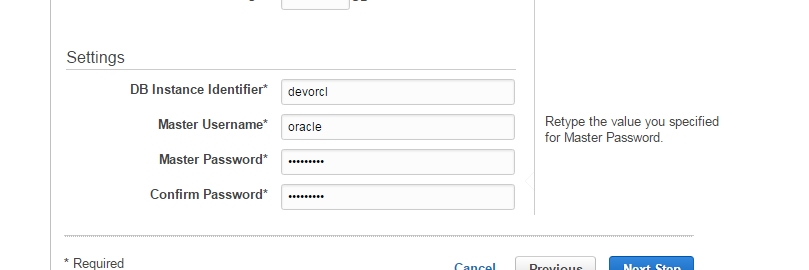 Settings
DB Instance Identifier* devorcl
Master Username* oracle
Master Password* •••••••••
Confirm Password* •••••••••
Retype the value you specified
for Master Password.
* Required
Cancel Previous Next Step